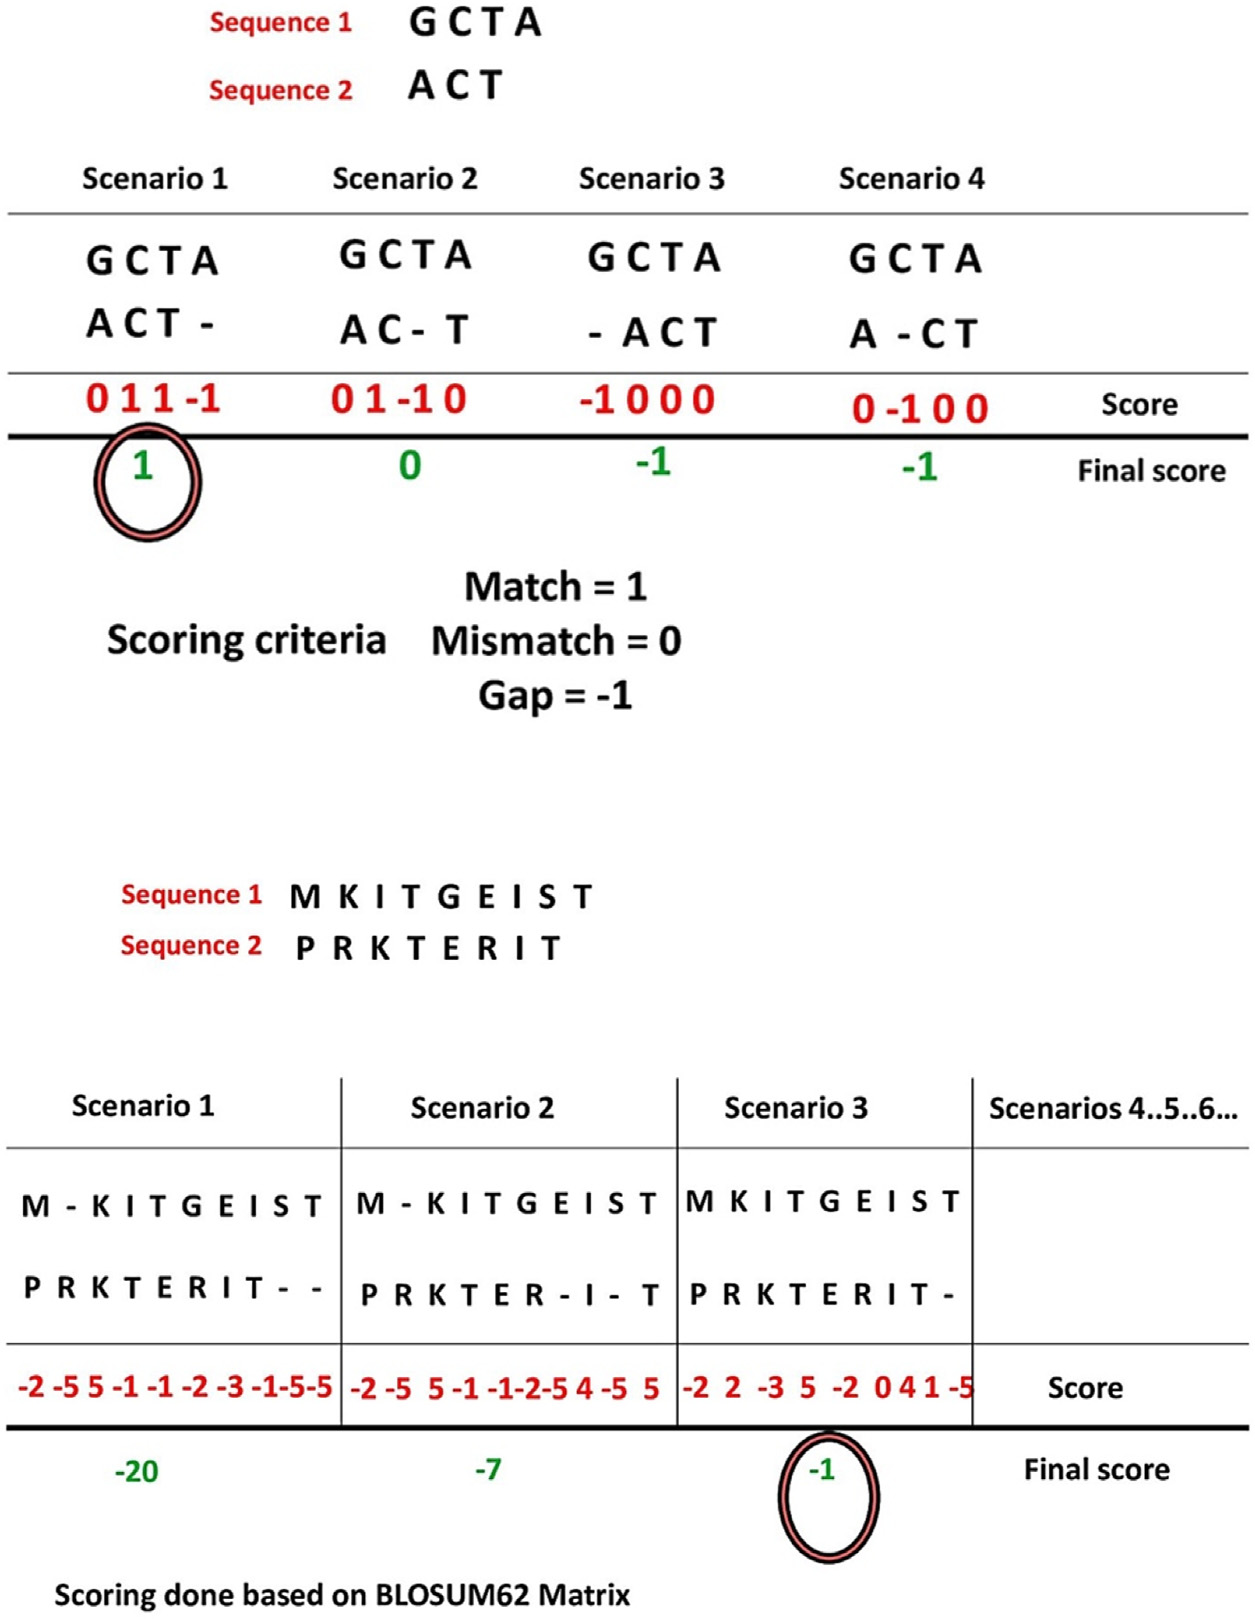 Sequence 1 G C T A
Sequence 2 A C T
Scenario 1 Scenario 2 Scenario 3 Scenario 4
G C T A G C T A G C T A G C T A
A C T - A C - T - A C T A - C T
0 1 1 -1 0 1 -1 0 -1 0 0 0 0 -1 0 0 Score
1 0 -1 -1 Final score
Match = 1
Scoring criteria Mismatch = 0
Gap = -1
Sequence 1 M K I T G E I S T
Sequence 2 P R K T E R I T
Scenario 1 Scenario 2 Scenario 3 Scenarios 4..5..6...
M - K I T G E I S T M - K I T G E I S T M K I T G E I S T
P R K T E R I T - - P R K T E R - I - T P R K T E R I T -
-2 -5 5 -1 -1 -2 -3 -1-5-5 -2 -5 5 -1 -1-2-5 4 -5 5 -2 2 -3 5 -2 0 4 1 -5 Score
-20 -7 -1 Final score
Scoring done based on BLOSUM62 Matrix